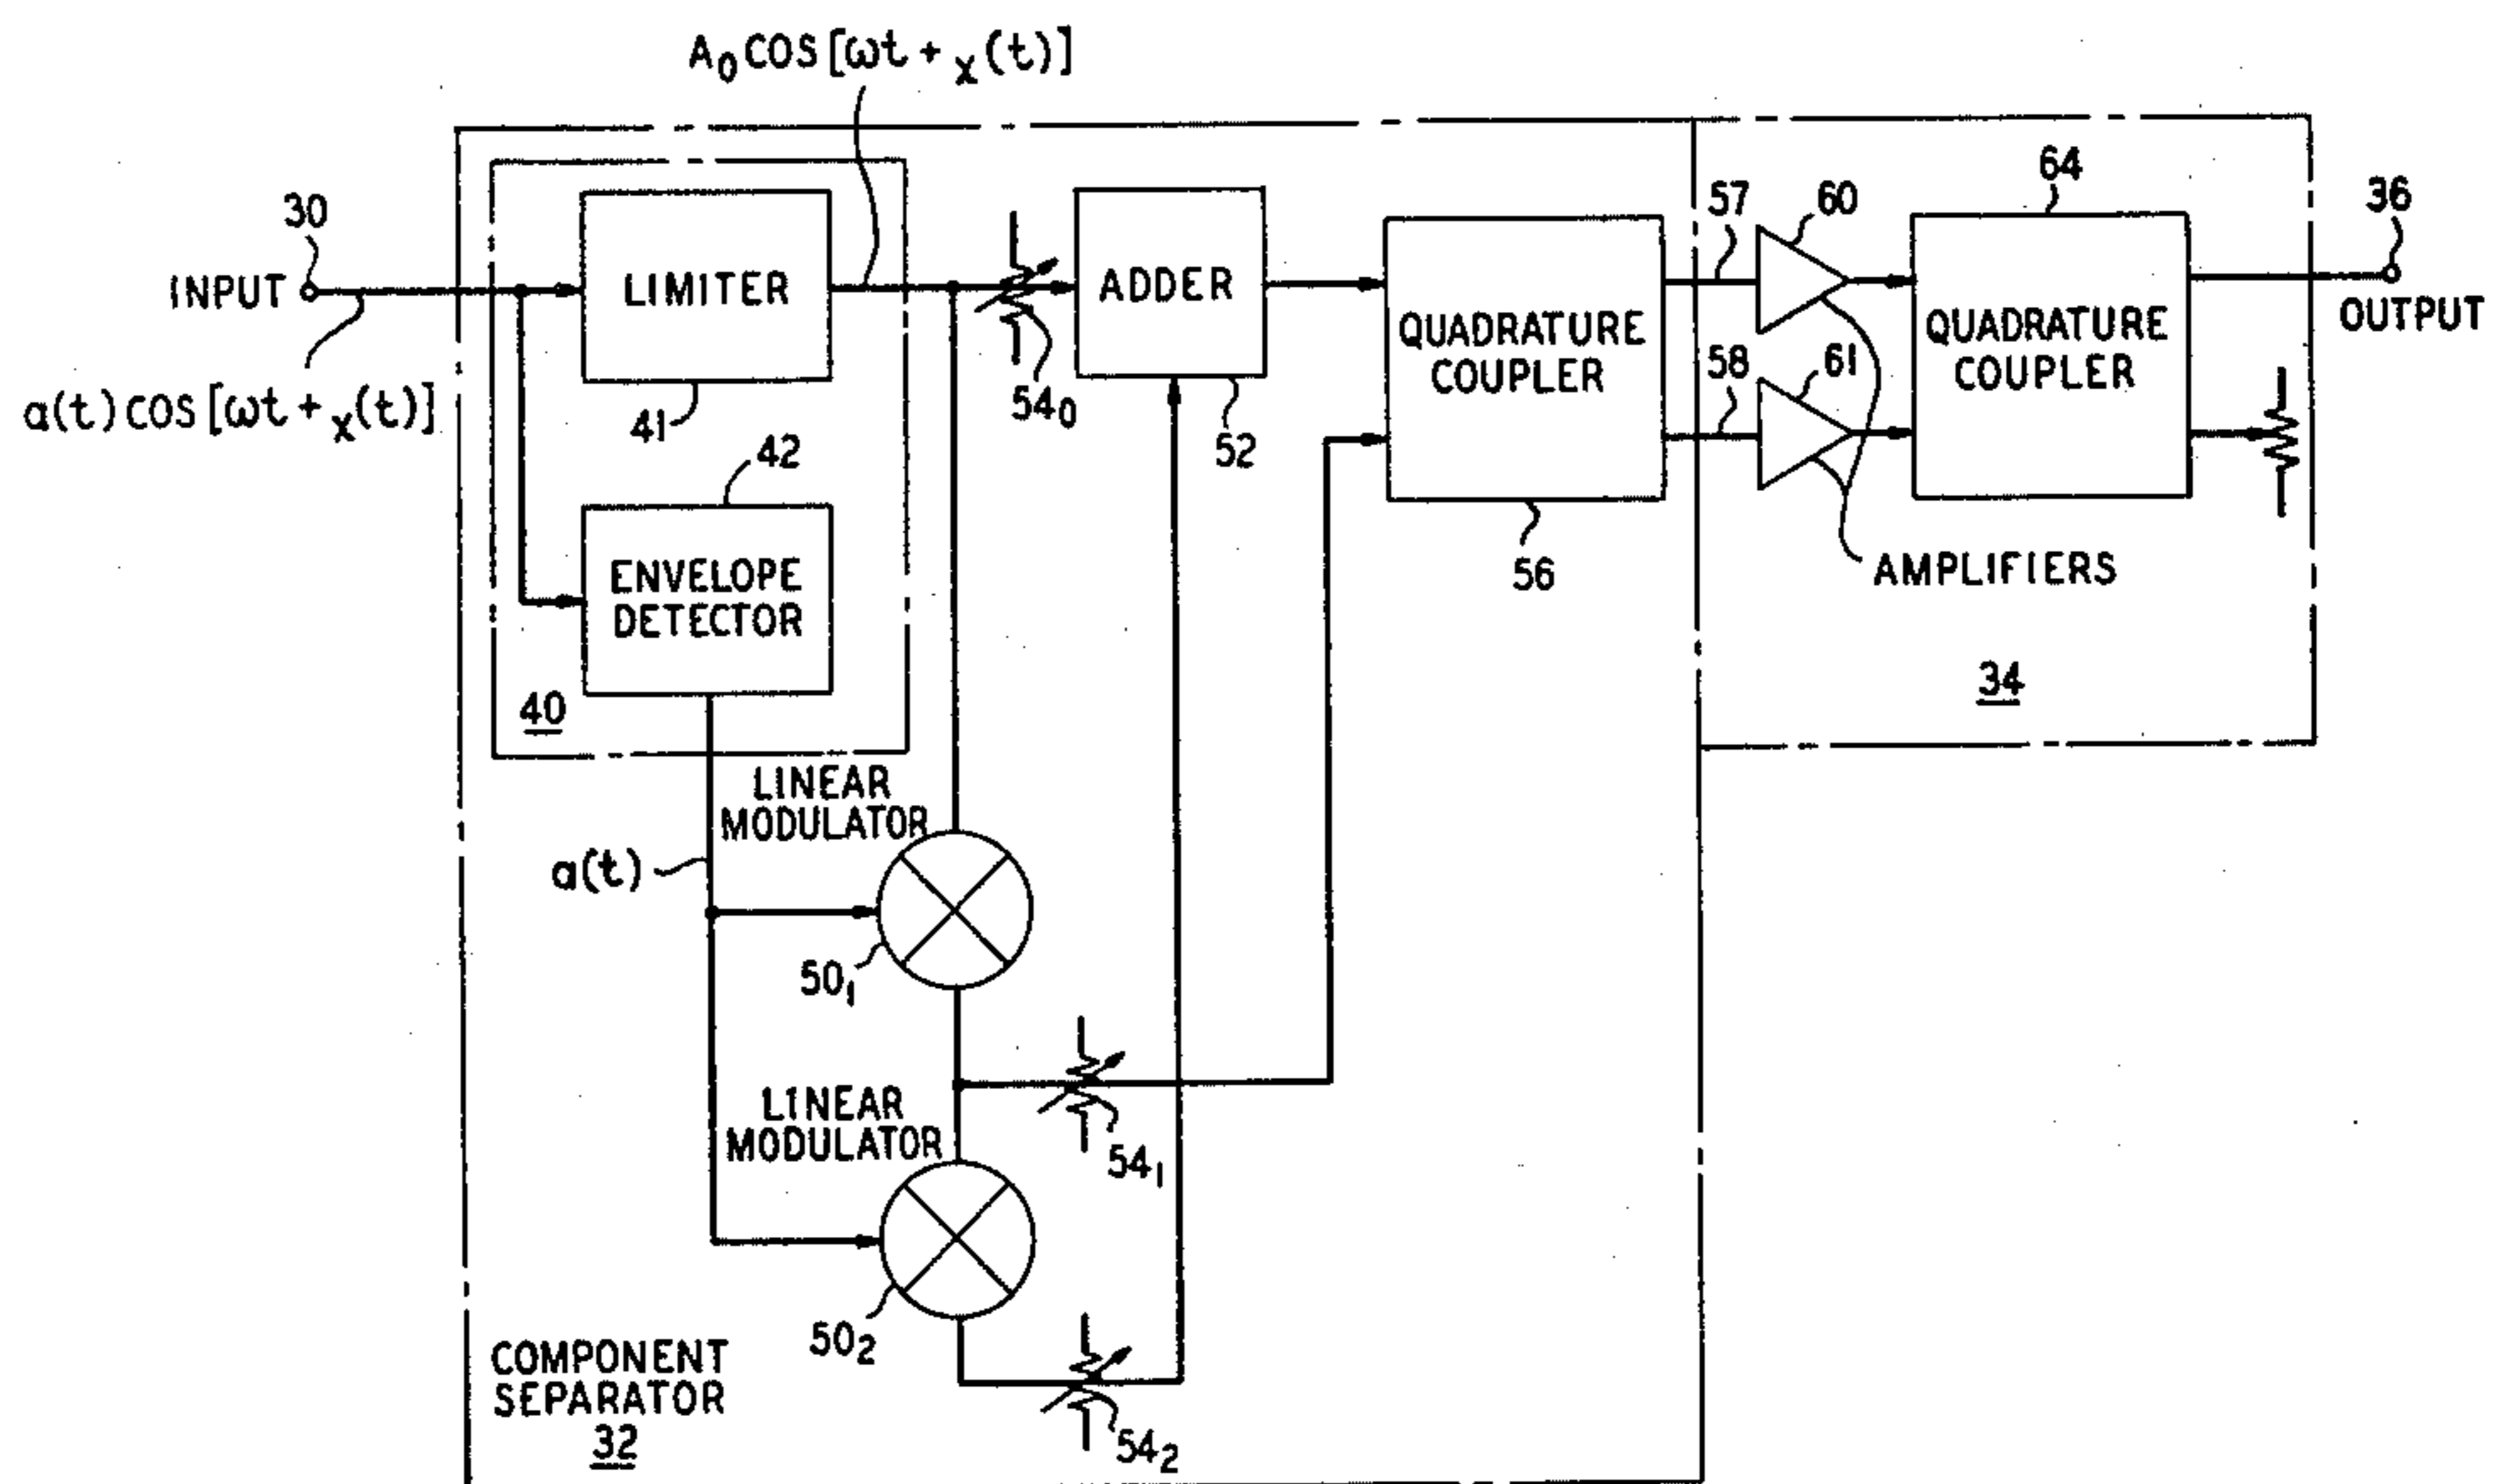 A₀ COS [ωt + x(t)]
30
INPUT
a(t) COS [ωt + x(t)]
LIMITER
41
42
ENVELOPE
DETECTOR
40
54₀
ADDER
52
QUADRATURE
COUPLER
56
57
58
60
61
AMPLIFIERS
64
QUADRATURE
COUPLER
36
OUTPUT
34
LINEAR
MODULATOR
a(t)
50₁
54₁
LINEAR
MODULATOR
50₂
54₂
COMPONENT
SEPARATOR
32